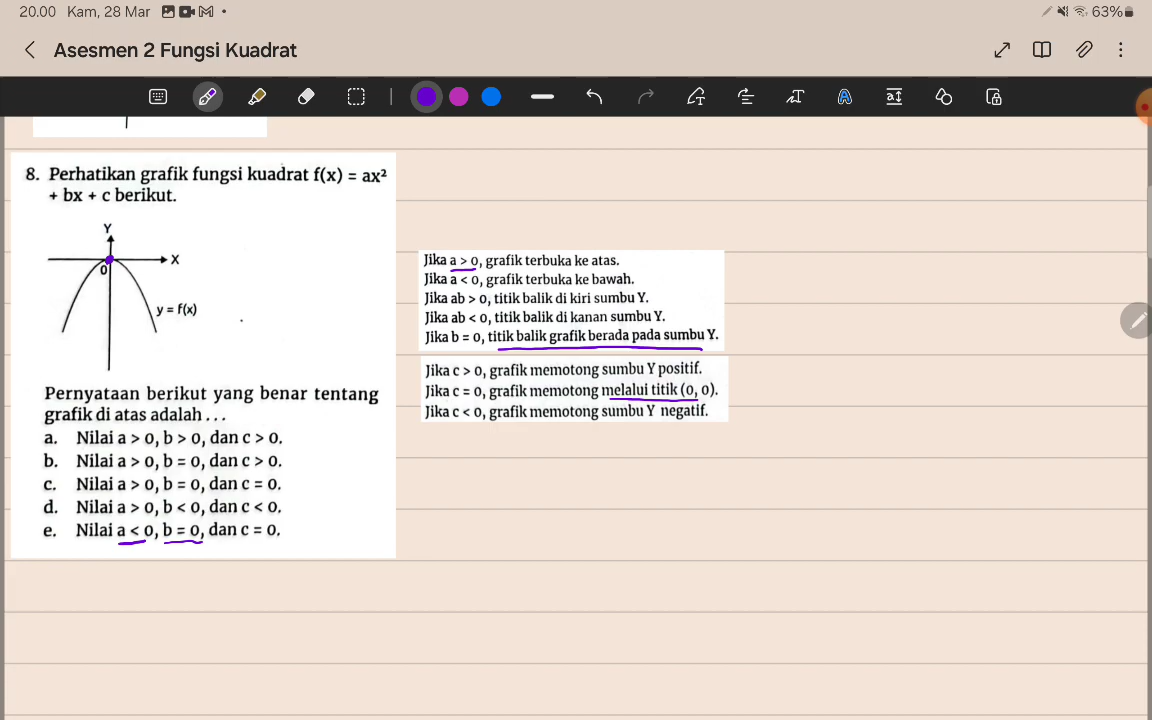 20.00 Kam, 28 Mar
63%
Asesmen 2 Fungsi Kuadrat
8. Perhatikan grafik fungsi kuadrat f(x) = ax²
+ bx + c berikut.
Y
X
0
y = f(x)
Pernyataan berikut yang benar tentang
grafik di atas adalah . . .
a. Nilai a > 0, b > 0, dan c > 0.
b. Nilai a > 0, b = 0, dan c > 0.
c. Nilai a > 0, b = 0, dan c = 0.
d. Nilai a > 0, b < 0, dan c < 0.
e. Nilai a < 0, b = 0, dan c = 0.
Jika a > 0, grafik terbuka ke atas.
Jika a < 0, grafik terbuka ke bawah.
Jika ab > 0, titik balik di kiri sumbu Y.
Jika ab < 0, titik balik di kanan sumbu Y.
Jika b = 0, titik balik grafik berada pada sumbu Y.
Jika c > 0, grafik memotong sumbu Y positif.
Jika c = 0, grafik memotong melalui titik (0, 0).
Jika c < 0, grafik memotong sumbu Y negatif.